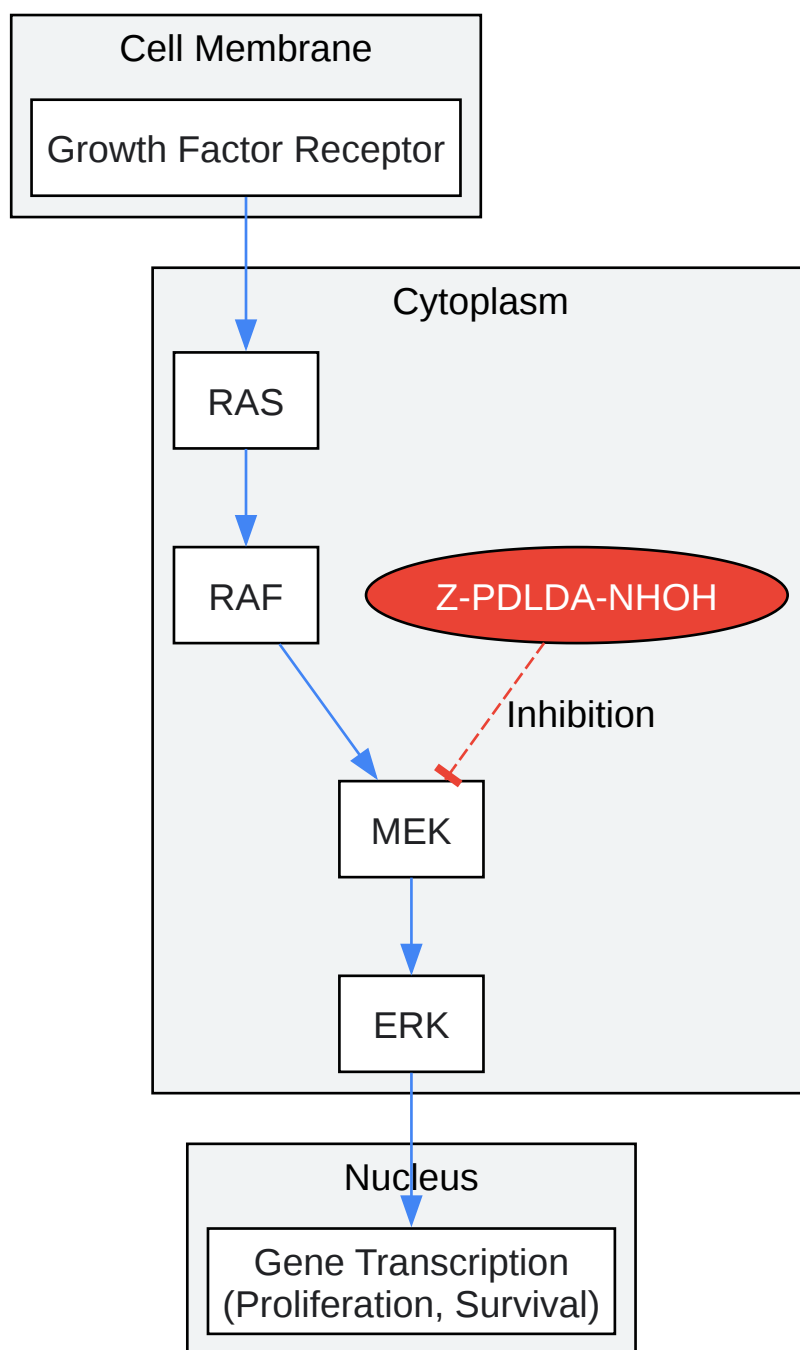 Cell Membrane
Growth Factor Receptor
Cytoplasm
RAS
RAF
Z-PDLDA-NHOH
Inhibition
MEK
ERK
Nucleus
Gene Transcription
(Proliferation, Survival)